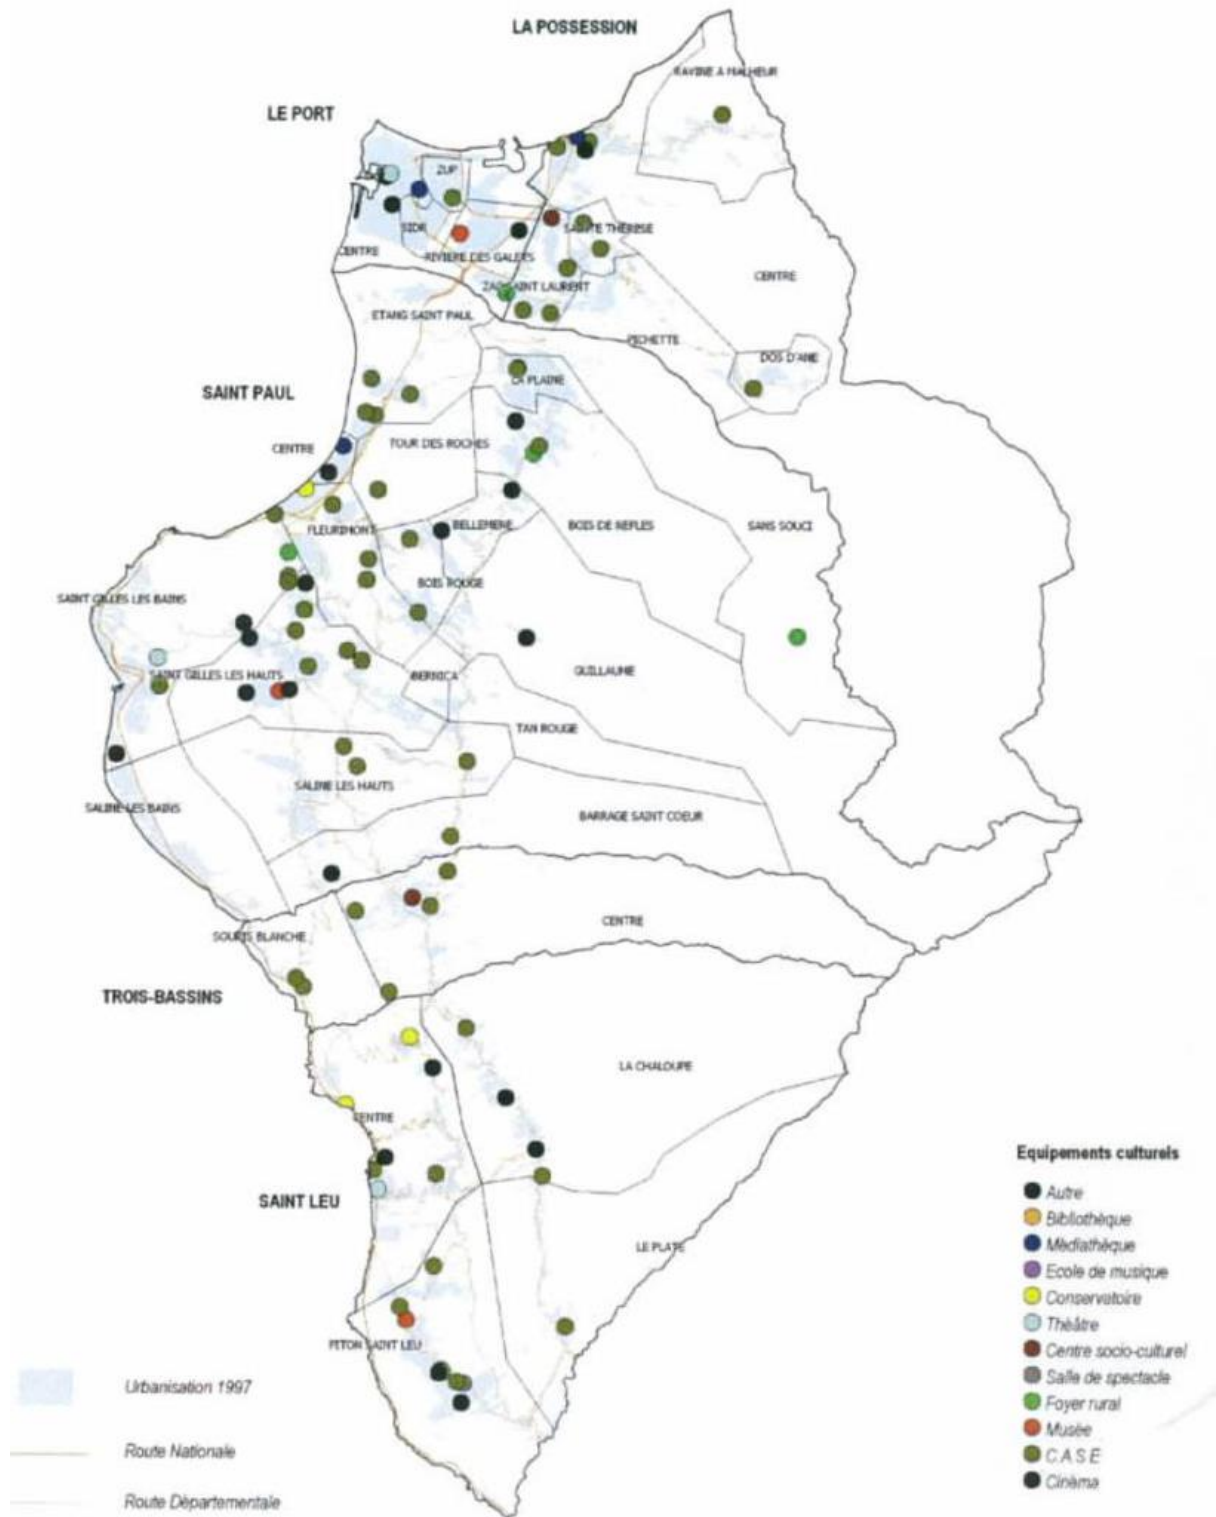 LA POSSESSION
RAVINE A MALHEUR
LE PORT
ZUP
SIDR
SAINTE THERESE
CENTRE
RIVIERE DES GALETS
CENTRE
ZAC SAINT LAURENT
ETANG SAINT PAUL
PICHETTE
DOS D'ANE
LA PLAINE
SAINT PAUL
CENTRE
TOUR DES ROCHES
FLEURIMONT
BELLEMENE
BOIS DE NEFLES
SANS SOUCI
BOIS ROUGE
SAINT GILLES LES BAINS
SAINT GILLES LES HAUTS
BERNICA
GUILLAUME
TAN ROUGE
SALINE LES HAUTS
SALINE LES BAINS
BARRAGE SAINT COEUR
CENTRE
SOURIS BLANCHE
TROIS-BASSINS
LA CHALOUPE
CENTRE
SAINT LEU
LE PLATE
PITON SAINT LEU
Equipements culturels
Autre
Bibliothèque
Mèdiathèque
Ecole de musique
Conservatoire
Thèâtre
Centre socio-culturel
Salle de spectacle
Foyer rural
Musèe
C.A.S.E
Cinèma
Urbanisation 1997
Route Nationale
Route Dèpartementale